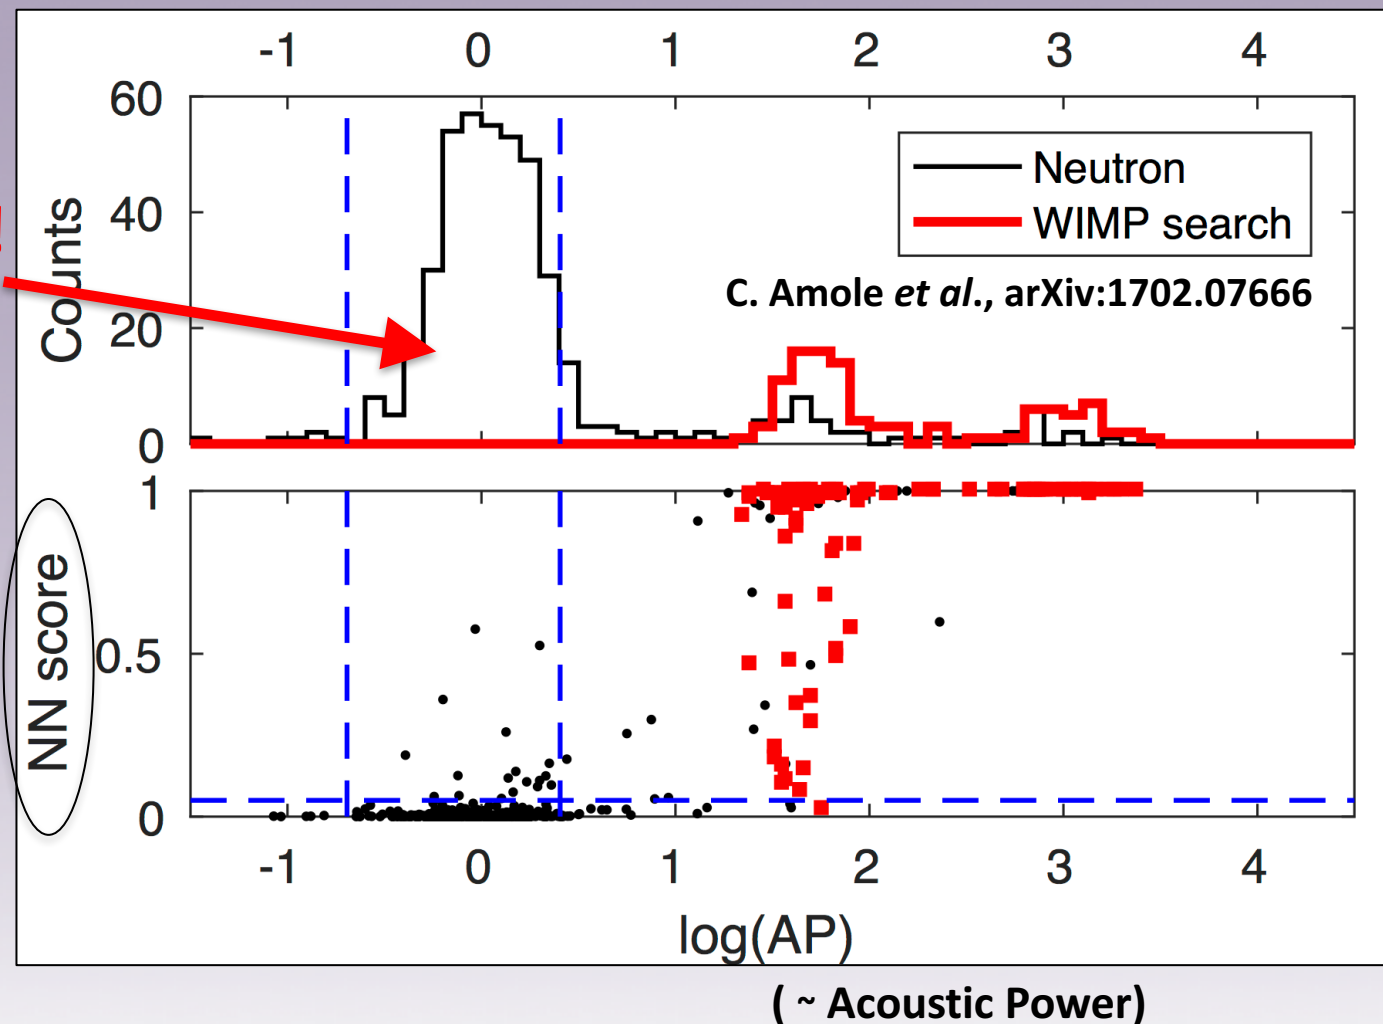 -1 0 1 2 3 4
60
40
20
0
Counts
Neutron
WIMP search
C. Amole et al., arXiv:1702.07666
!
1
0.5
0
NN score
-1 0 1 2 3 4
log(AP)
( ~ Acoustic Power)